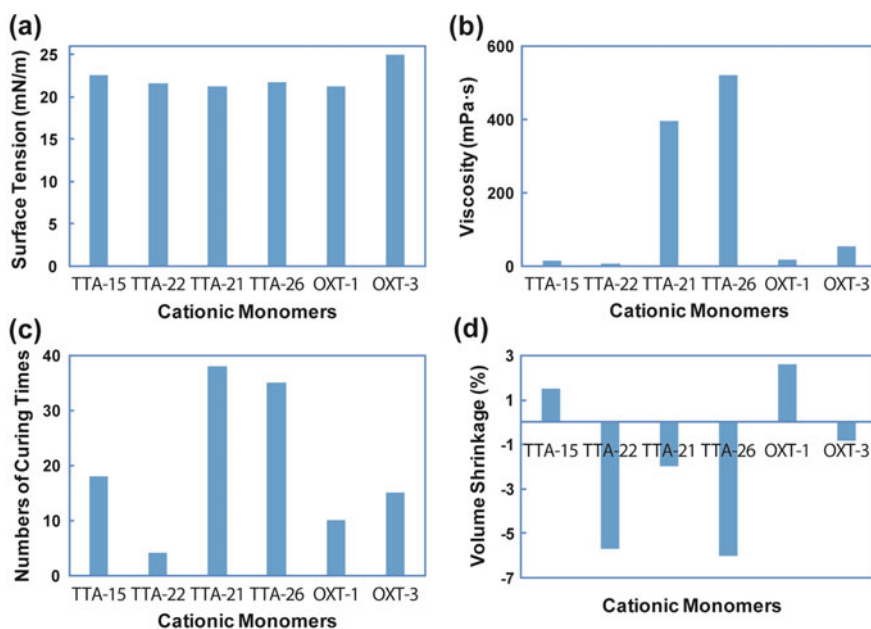 (a)
Surface Tension (mN/m)
25
20
15
10
5
0
TTA-15 TTA-22 TTA-21 TTA-26 OXT-1 OXT-3
Cationic Monomers
(b)
Viscosity (mPa·s)
600
400
200
0
TTA-15 TTA-22 TTA-21 TTA-26 OXT-1 OXT-3
Cationic Monomers
(c)
Numbers of Curing Times
40
30
20
10
0
TTA-15 TTA-22 TTA-21 TTA-26 OXT-1 OXT-3
Cationic Monomers
(d)
Volume Shrinkage (%)
3
1
-1
-3
-5
-7
TTA-15 TTA-22 TTA-21 TTA-26 OXT-1 OXT-3
Cationic Monomers